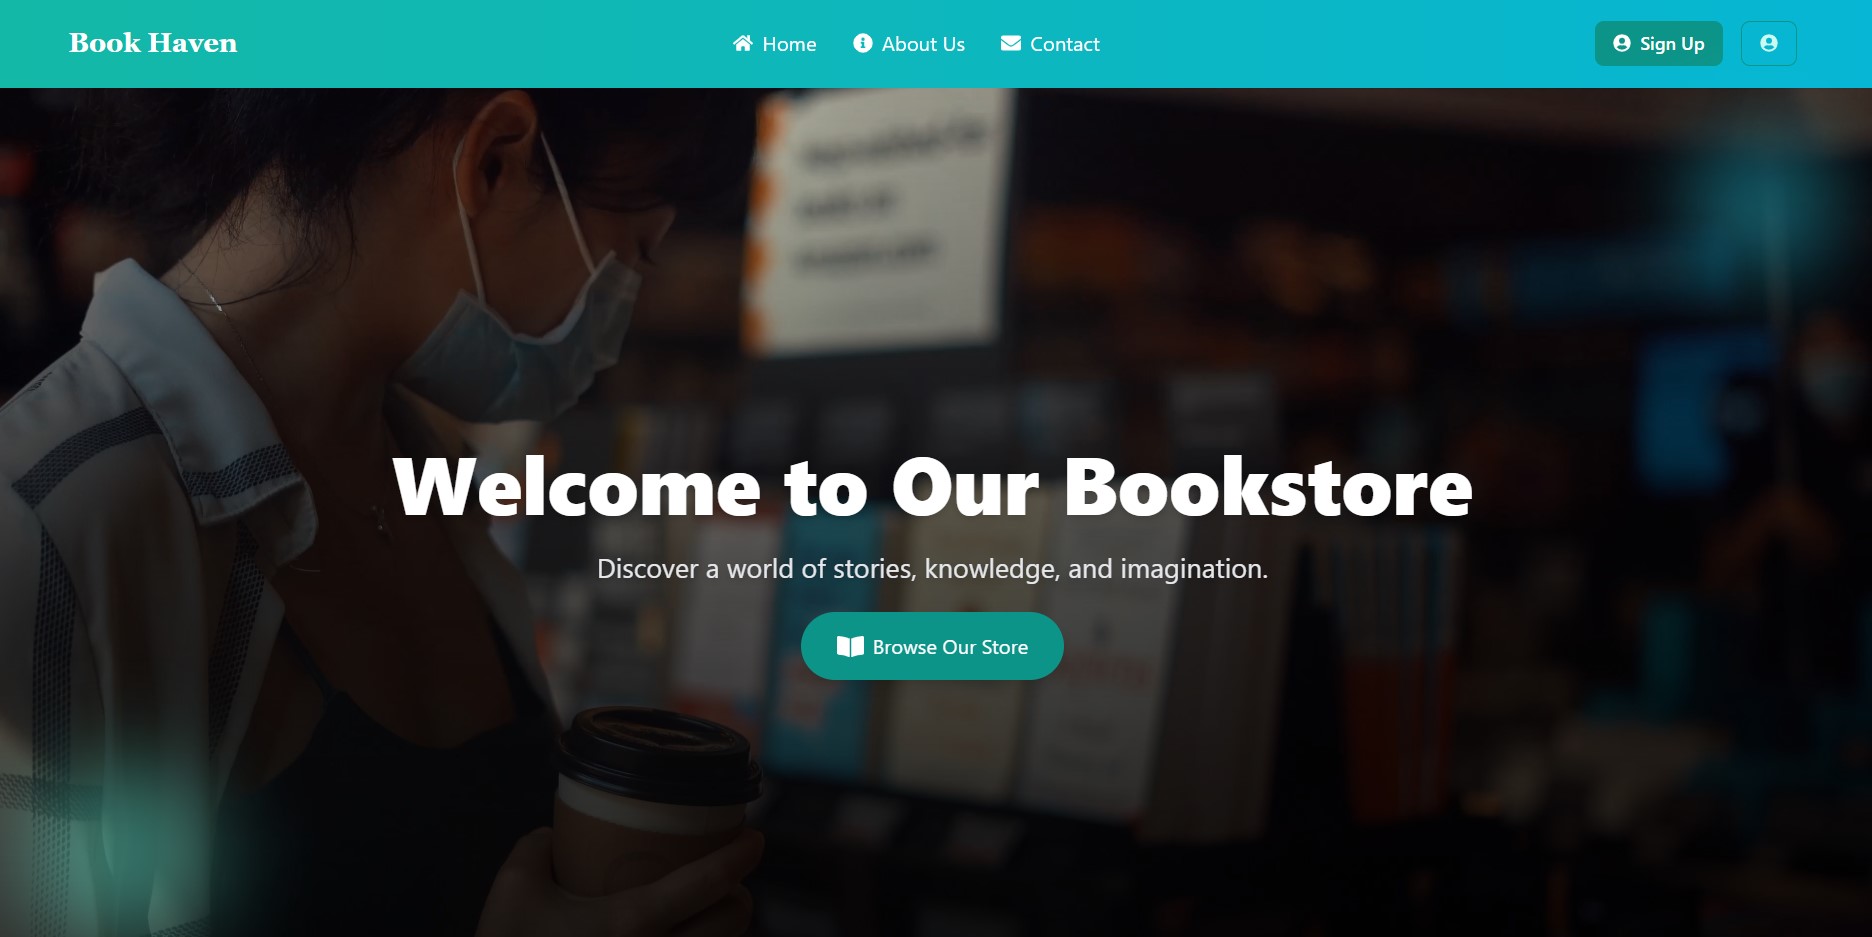 Book Haven
Home
About Us
Contact
Sign Up
Welcome to Our Bookstore
Discover a world of stories, knowledge, and imagination.
Browse Our Store